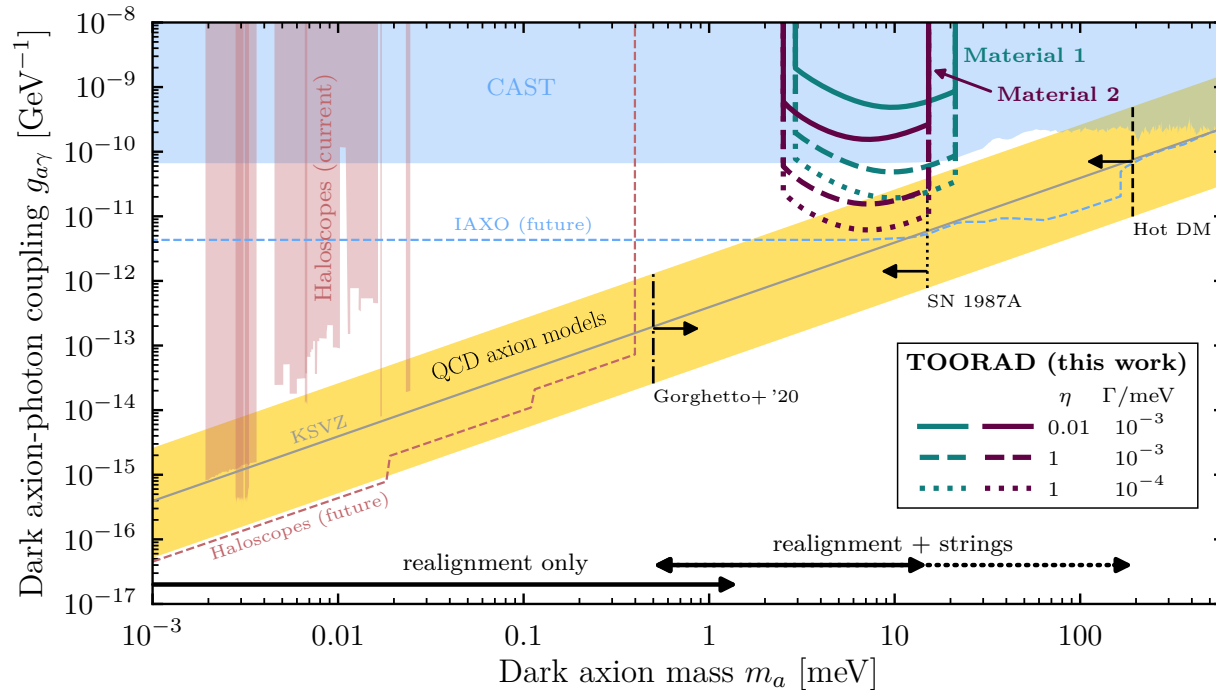 10⁻⁸
10⁻⁹
10⁻¹⁰
10⁻¹¹
10⁻¹²
10⁻¹³
10⁻¹⁴
10⁻¹⁵
10⁻¹⁶
10⁻¹⁷
Dark axion-photon coupling g_{aγ} [GeV⁻¹]
CAST
Haloscopes (current)
Material 1
Material 2
IAXO (future)
Hot DM
SN 1987A
QCD axion models
Gorghetto+ '20
KSVZ
Haloscopes (future)
TOORAD (this work)
η Γ/meV
0.01 10⁻³
1 10⁻³
1 10⁻⁴
realignment + strings
realignment only
10⁻³ 0.01 0.1 1 10 100
Dark axion mass m_a [meV]